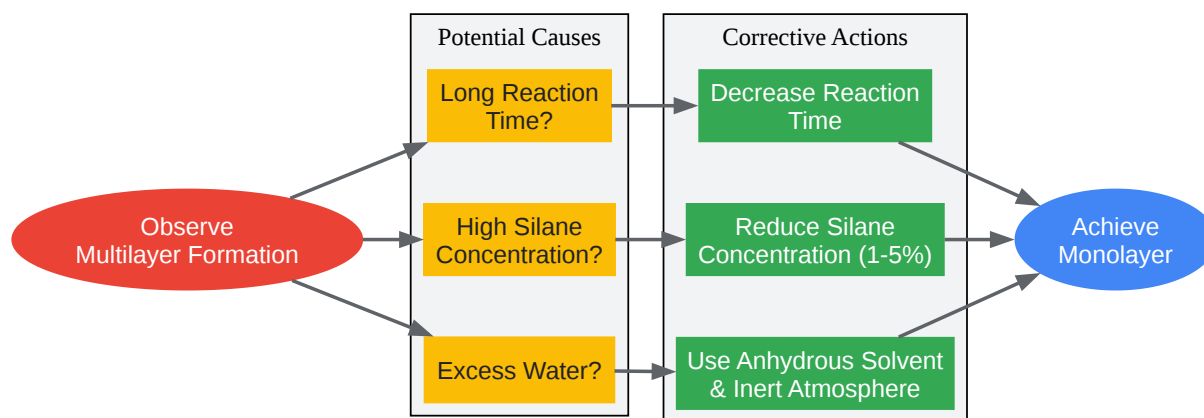 Observe
Multilayer Formation
Potential Causes
Long Reaction
Time?
High Silane
Concentration?
Excess Water?
Corrective Actions
Decrease Reaction
Time
Reduce Silane
Concentration (1-5%)
Use Anhydrous Solvent
& Inert Atmosphere
Achieve
Monolayer